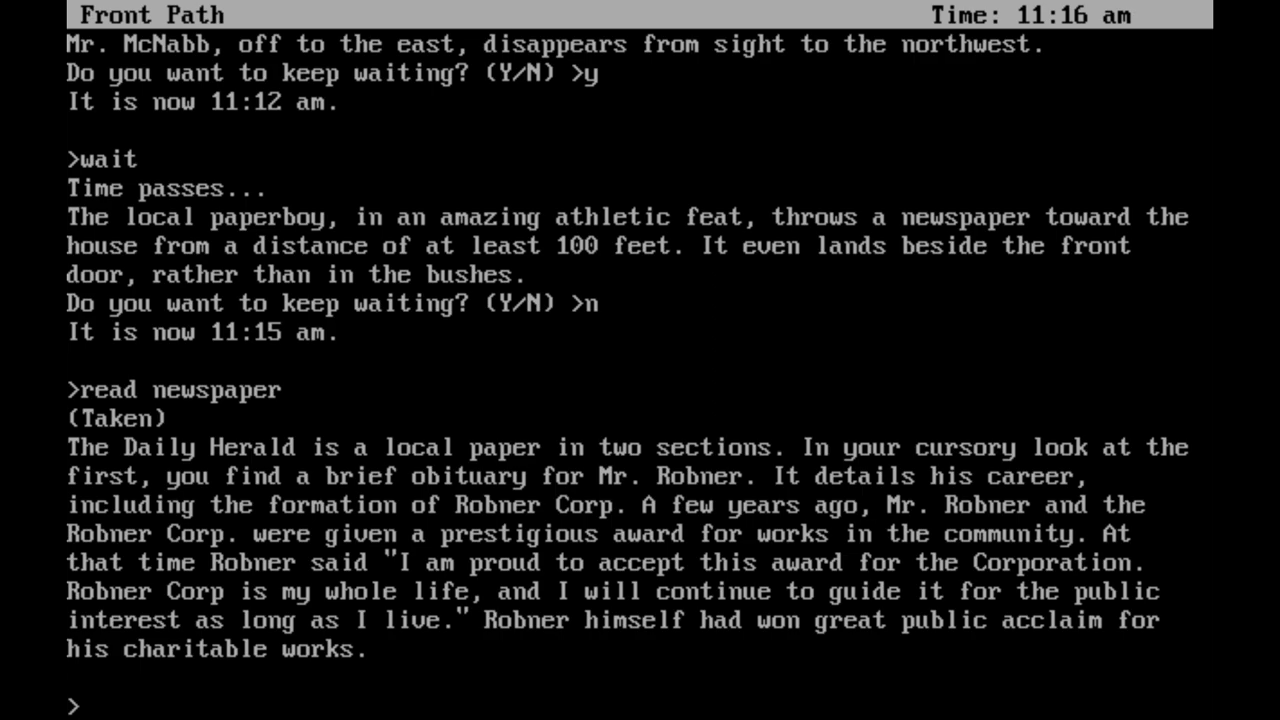 Front Path Time: 11:16 am
Mr. McNabb, off to the east, disappears from sight to the northwest.
Do you want to keep waiting? (Y/N) >y
It is now 11:12 am.
>wait
Time passes...
The local paperboy, in an amazing athletic feat, throws a newspaper toward the
house from a distance of at least 100 feet. It even lands beside the front
door, rather than in the bushes.
Do you want to keep waiting? (Y/N) >n
It is now 11:15 am.
>read newspaper
(Taken)
The Daily Herald is a local paper in two sections. In your cursory look at the
first, you find a brief obituary for Mr. Robner. It details his career,
including the formation of Robner Corp. A few years ago, Mr. Robner and the
Robner Corp. were given a prestigious award for works in the community. At
that time Robner said "I am proud to accept this award for the Corporation.
Robner Corp is my whole life, and I will continue to guide it for the public
interest as long as I live." Robner himself had won great public acclaim for
his charitable works.
>